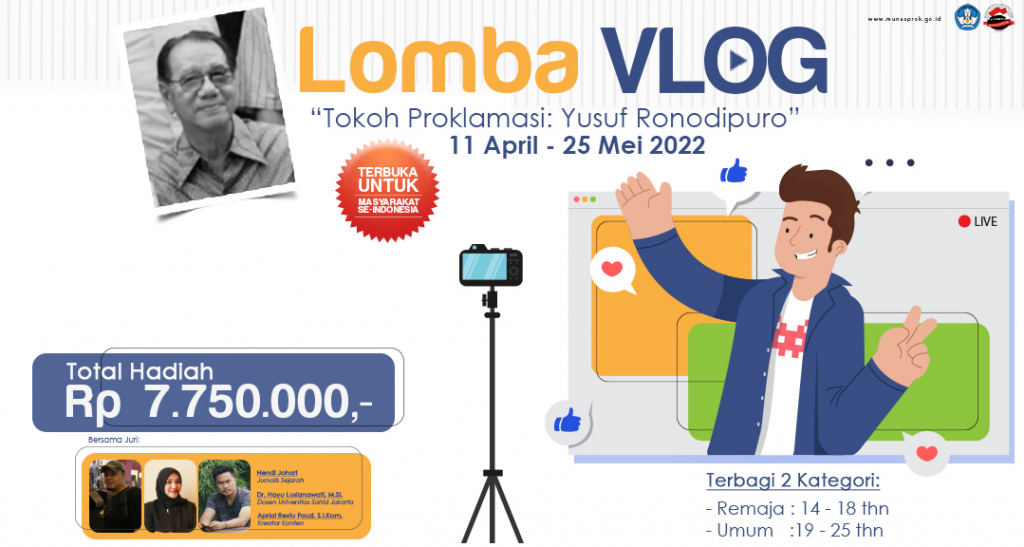 www.munasprok.go.id
Lomba VLOG
“Tokoh Proklamasi: Yusuf Ronodipuro”
11 April - 25 Mei 2022
TERBUKA
UNTUK
MASYARAKAT
SE-INDONESIA
LIVE
Total Hadiah
Rp 7.750.000,-
Bersama Juri:
Hendi Johari
Jurnalis Sejarah
Dr. Hayu Lusianawati, M.Si.
Dosen Universitas Sahid Jakarta
Aprial Restu Fauzi, S.I.Kom.
Kreator Konten
Terbagi 2 Kategori:
- Remaja : 14 - 18 thn
- Umum :19 - 25 thn